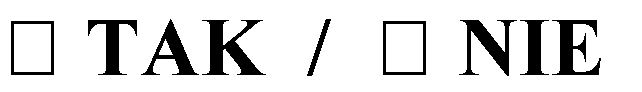 □ TAK / □ NIE